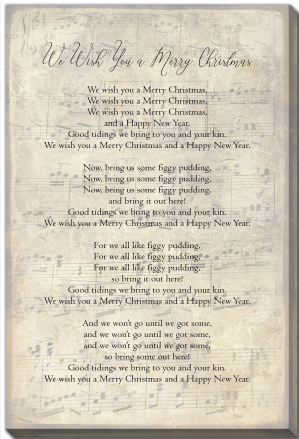 We Wish You a Merry Christmas
We wish you a Merry Christmas,
We wish you a Merry Christmas,
We wish you a Merry Christmas,
and a Happy New Year.
Good tidings we bring to you and your kin.
We wish you a Merry Christmas and a Happy New Year.
Now, bring us some figgy pudding,
Now, bring us some figgy pudding,
Now, bring us some figgy pudding,
and bring it out here!
Good tidings we bring to you and your kin.
We wish you a Merry Christmas and a Happy New Year.
For we all like figgy pudding,
For we all like figgy pudding,
For we all like figgy pudding,
so bring it out here!
Good tidings we bring to you and your kin.
We wish you a Merry Christmas and a Happy New Year.
And we won't go until we got some,
and we won't go until we got some,
and we won't go until we got some,
so bring some out here!
Good tidings we bring to you and your kin.
We wish you a Merry Christmas and a Happy New Year.